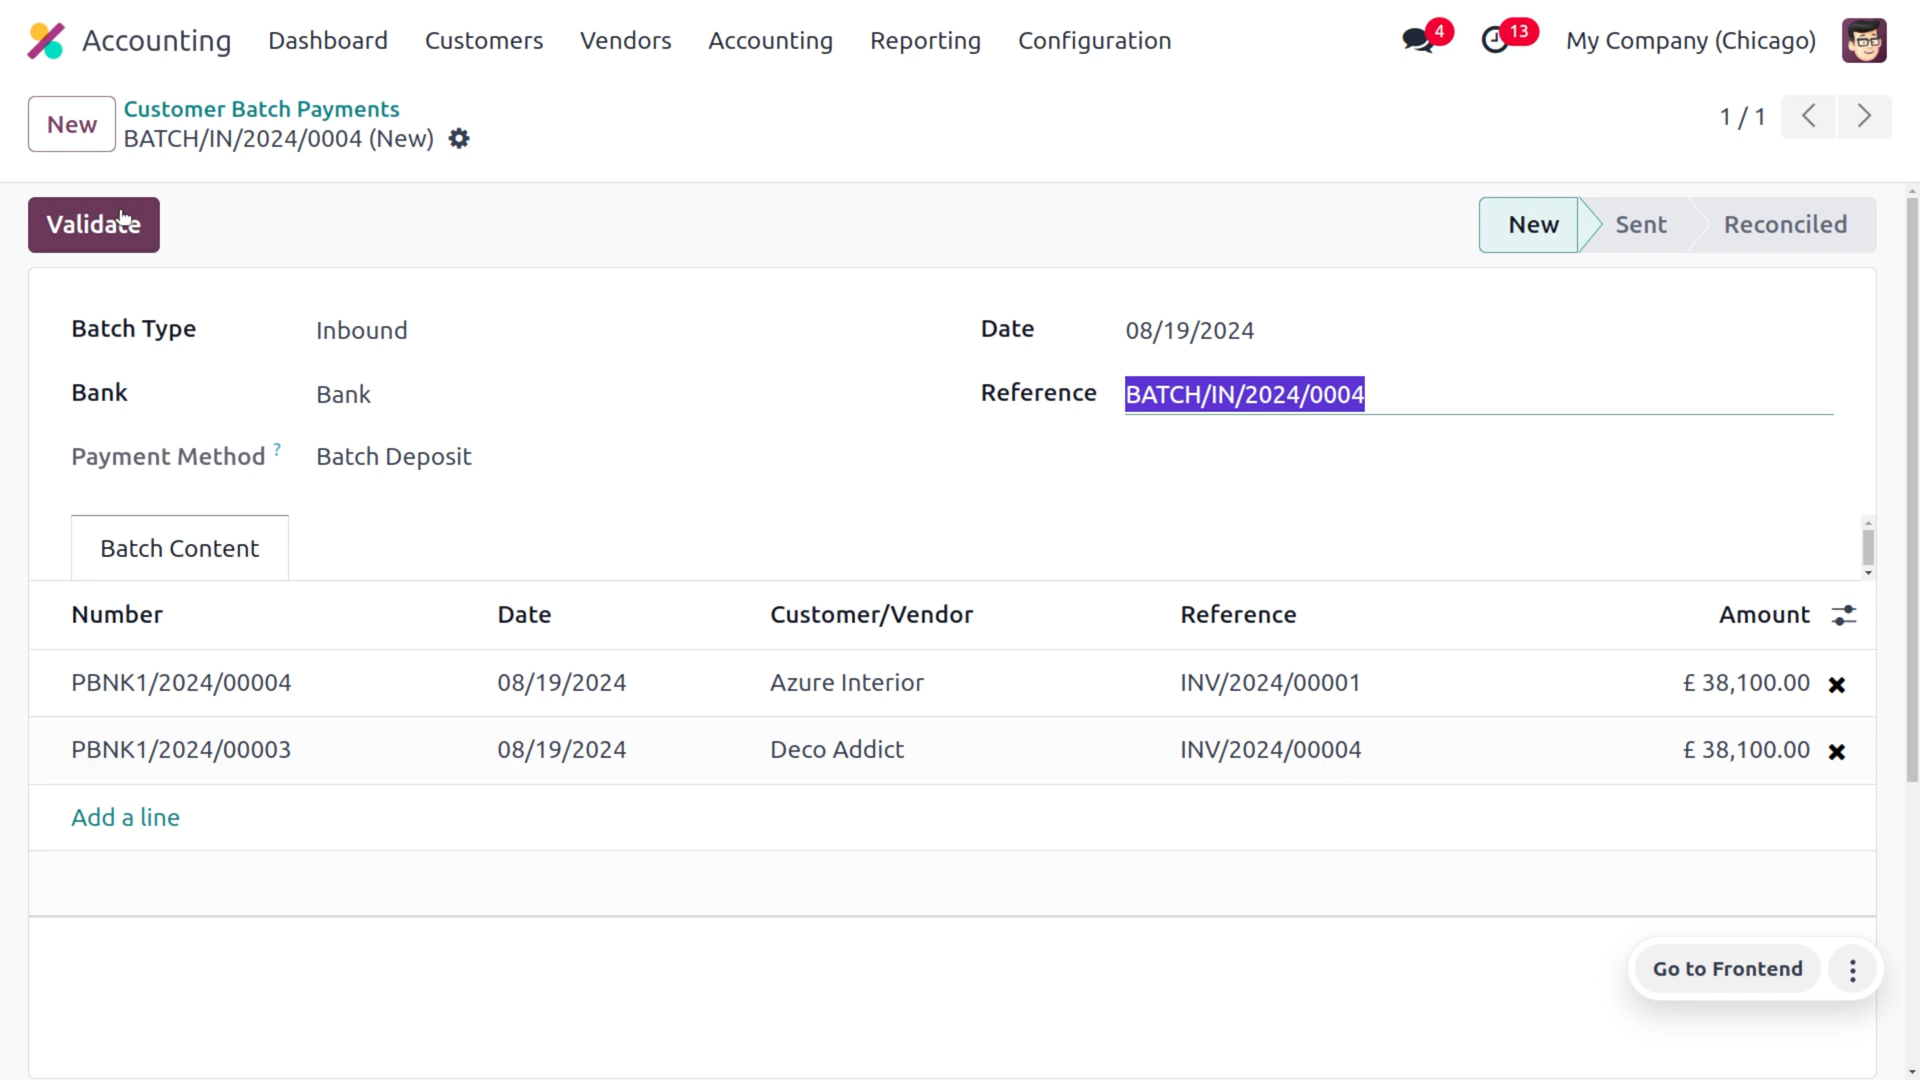 Accounting Dashboard Customers Vendors Accounting Reporting Configuration 4 13 My Company (Chicago)
New
Customer Batch Payments
BATCH/IN/2024/0004 (New)
1 / 1
Validate
New Sent Reconciled
Batch Type Inbound Date 08/19/2024
Bank Bank Reference BATCH/IN/2024/0004
Payment Method ? Batch Deposit
Batch Content
Number Date Customer/Vendor Reference Amount
PBNK1/2024/00004 08/19/2024 Azure Interior INV/2024/00001 £ 38,100.00
PBNK1/2024/00003 08/19/2024 Deco Addict INV/2024/00004 £ 38,100.00
Add a line
Go to Frontend